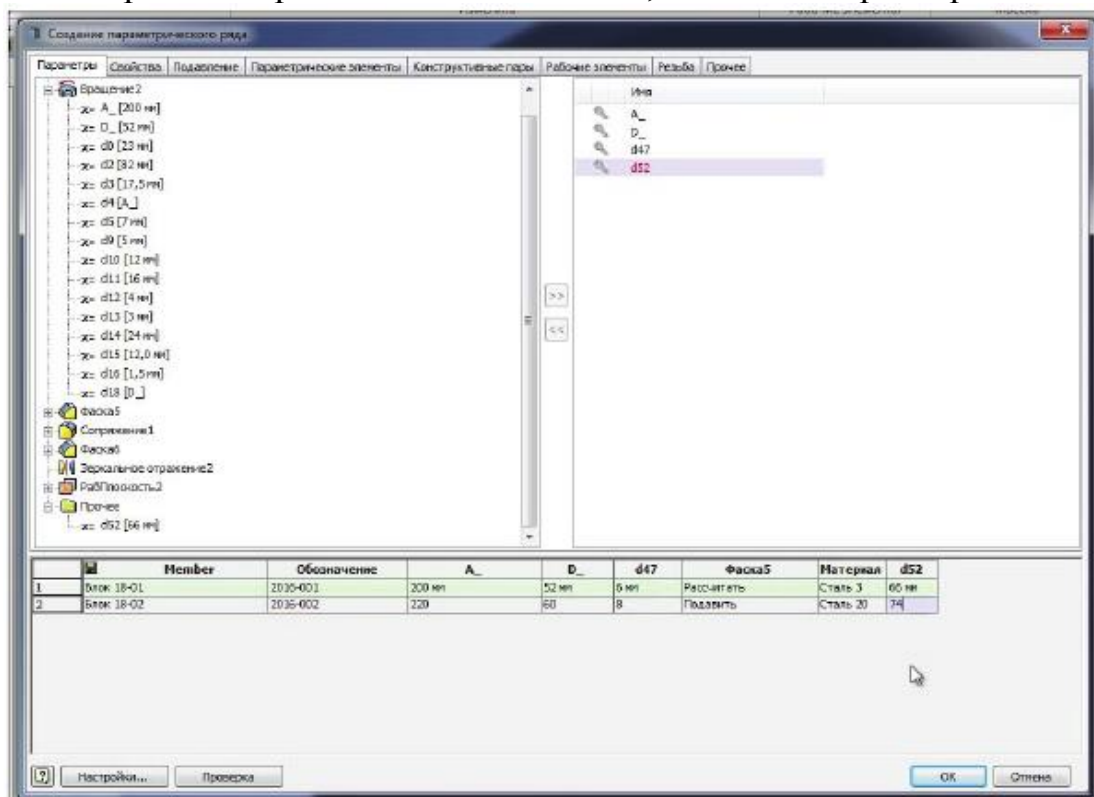 Создание параметрического ряда
Параметры Свойства Подавление Параметрические элементы Конструктивные пары Рабочие элементы Резьба Прочее
Вращение2
A_ [200 мм]
D_ [52 мм]
d0 [23 мм]
d2 [82 мм]
d3 [17,5 мм]
d4 [A_]
d5 [7 мм]
d9 [5 мм]
d10 [12 мм]
d11 [16 мм]
d12 [4 мм]
d13 [3 мм]
d14 [24 мм]
d15 [12,0 мм]
d16 [1,5 мм]
d18 [D_]
Фаска5
Сопряжение1
Фаска6
Зеркальное отражение2
РабПлоскость2
Прочее
d52 [66 мм]
>>
<<
Имя
A_
D_
d47
d52
Member Обозначение A_ D_ d47 Фаска5 Материал d52
1 Блок 18-01 2016-001 200 мм 52 мм 6 мм Рассчитать Сталь 3 66 мм
2 Блок 18-02 2016-002 220 60 8 Подавить Сталь 20 74
? Настройки... Проверка OK Отмена